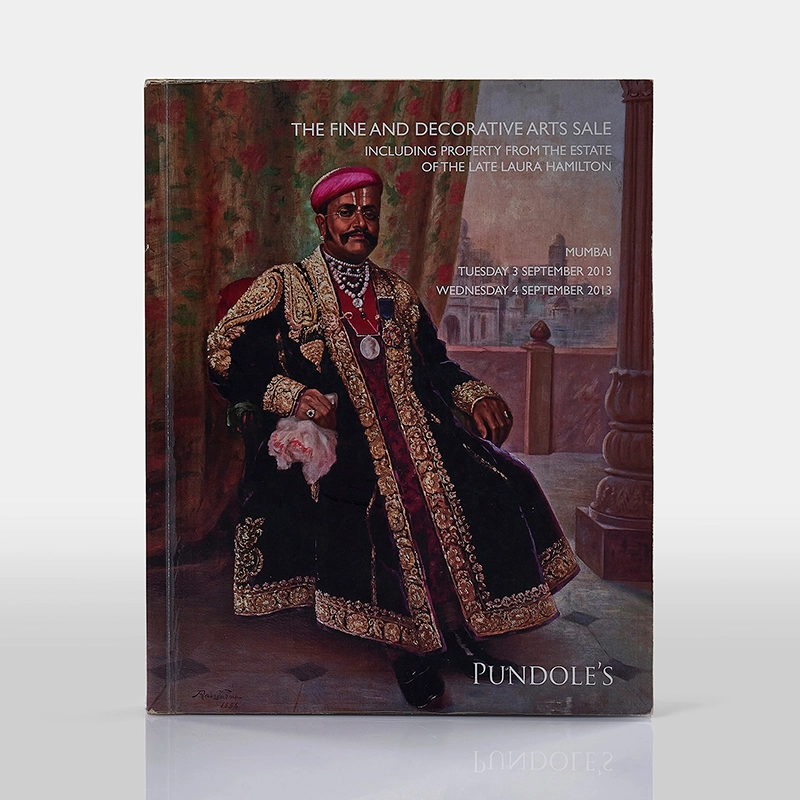 THE FINE AND DECORATIVE ARTS SALE
INCLUDING PROPERTY FROM THE ESTATE
OF THE LATE LAURA HAMILTON
MUMBAI
TUESDAY 3 SEPTEMBER 2013
WEDNESDAY 4 SEPTEMBER 2013
PUNDOLE'S